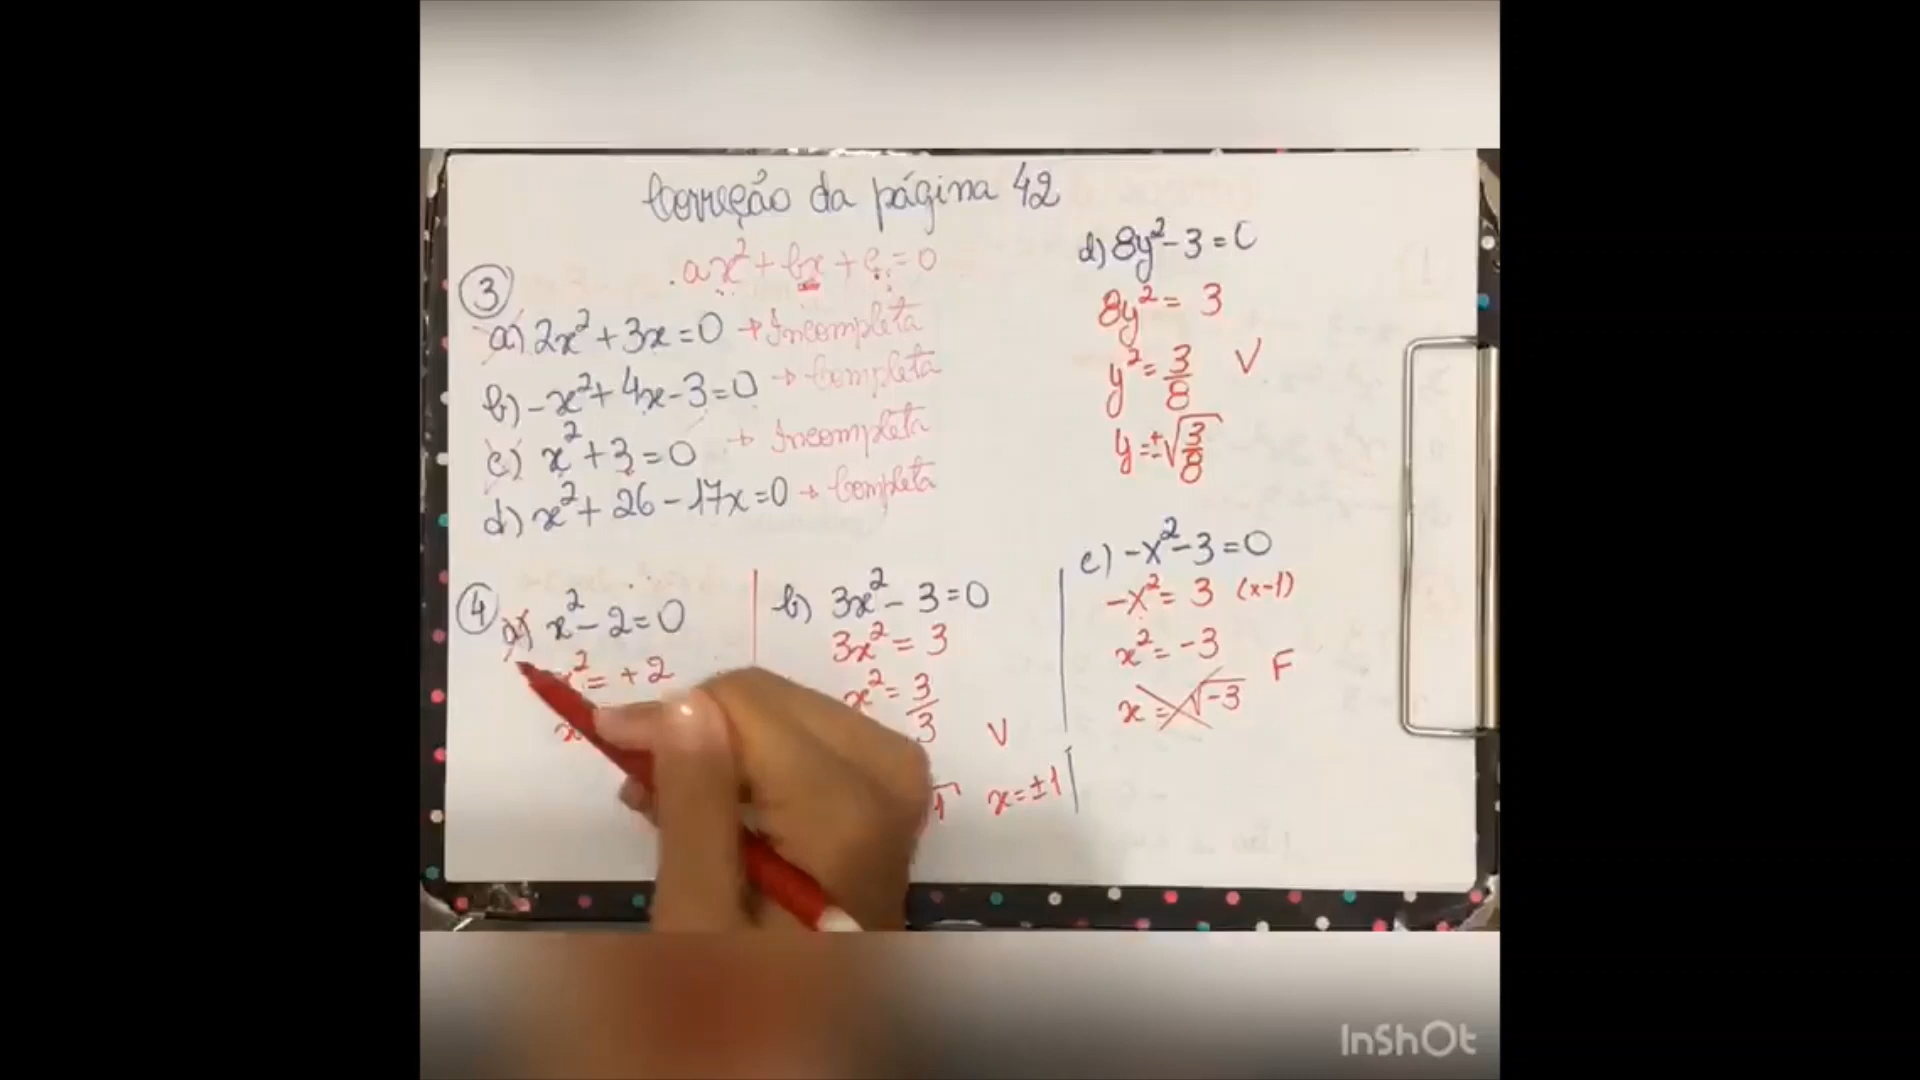 Correção da página 42
ax² + bx + c = 0
3
a) 2x² + 3x = 0 → Incompleta
b) -x² + 4x - 3 = 0 → Completa
c) x² + 3 = 0 → Incompleta
d) x² + 26 - 17x = 0 → Completa
4
a) x² - 2 = 0
x² = +2
x
b) 3x² - 3 = 0
3x² = 3
x² = 3/3
V
√1 x = ±1
c) -x² - 3 = 0
-x² = 3 (x-1)
x² = -3
F
x = √-3
d) 8y² - 3 = 0
8y² = 3
y² = 3/8 V
y = ±√3/8
InShOt